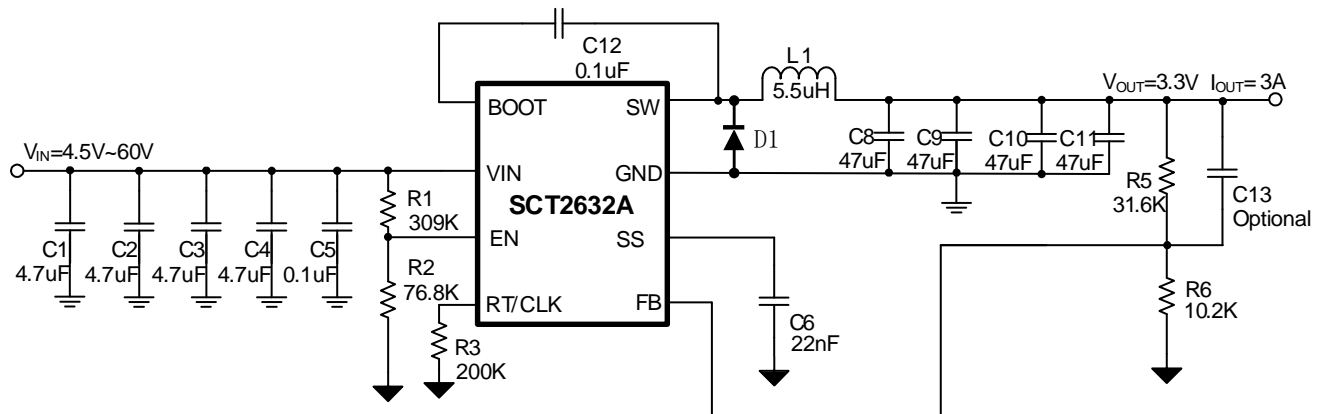 C12
0.1uF
L1
5.5uH
V_OUT=3.3V I_OUT=3A
BOOT
SW
D1
C8
47uF
C9
47uF
C10
47uF
C11
47uF
V_IN=4.5V~60V
VIN
GND
SCT2632A
R1
309K
R5
31.6K
C13
Optional
C1
4.7uF
C2
4.7uF
C3
4.7uF
C4
4.7uF
C5
0.1uF
EN
SS
R2
76.8K
RT/CLK
FB
R6
10.2K
C6
22nF
R3
200K